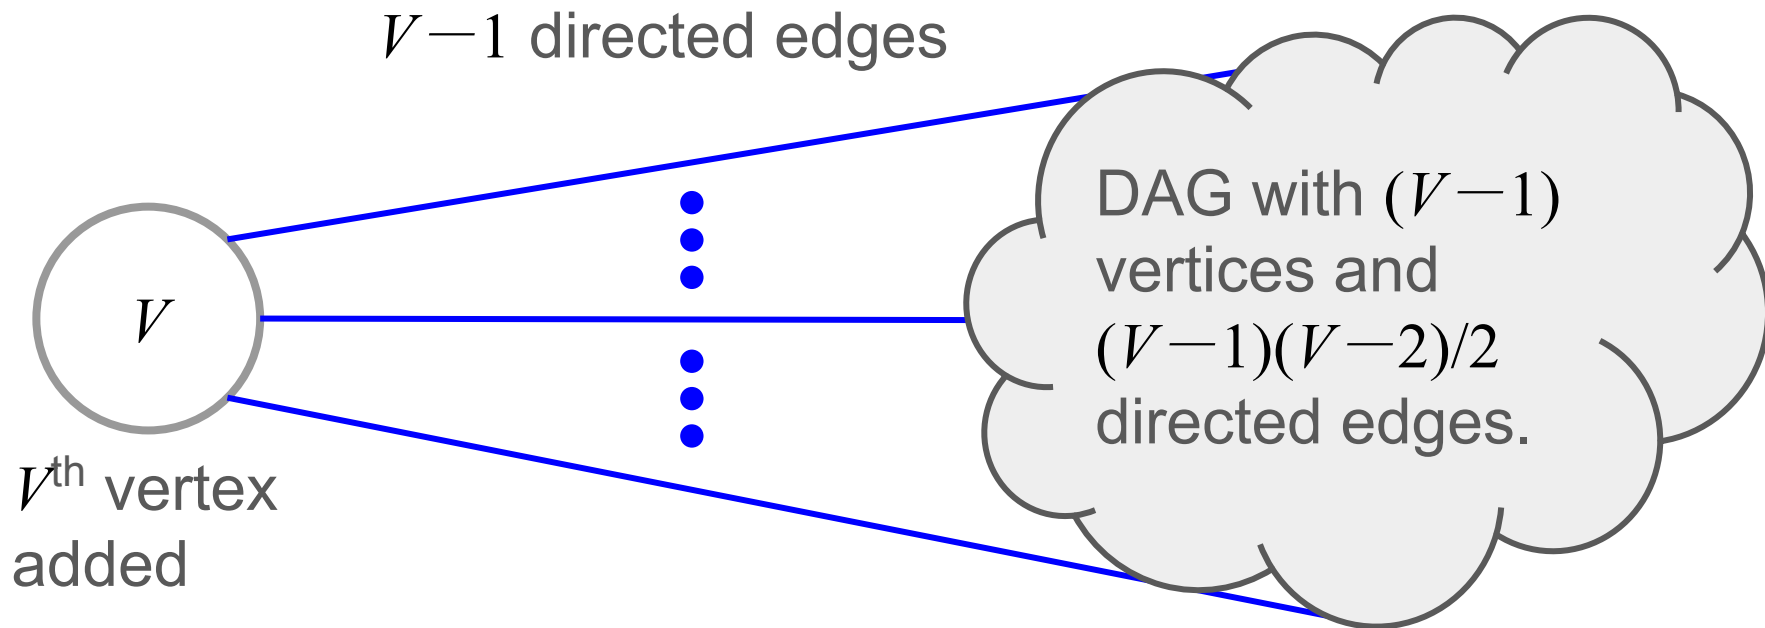 V−1 directed edges
DAG with (V−1)
vertices and
V
(V−1)(V−2)/2
directed edges.
Vth vertex
added